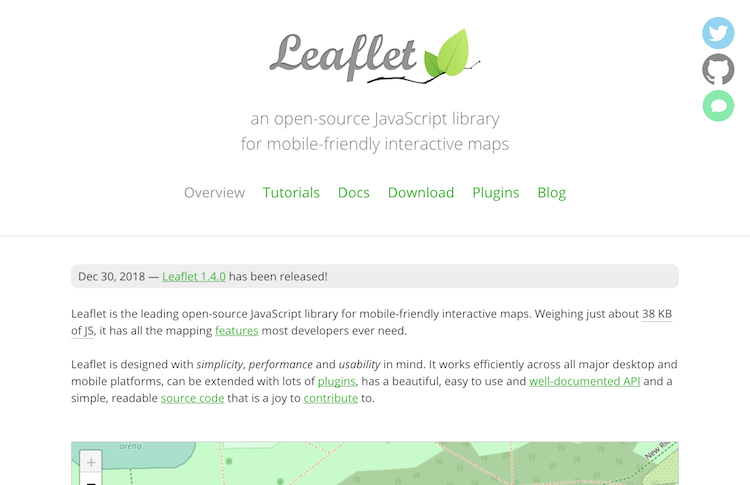 Leaflet
an open-source JavaScript library
for mobile-friendly interactive maps
Overview Tutorials Docs Download Plugins Blog
Dec 30, 2018 — Leaflet 1.4.0 has been released!
Leaflet is the leading open-source JavaScript library for mobile-friendly interactive maps. Weighing just about 38 KB
of JS, it has all the mapping features most developers ever need.
Leaflet is designed with simplicity, performance and usability in mind. It works efficiently across all major desktop and
mobile platforms, can be extended with lots of plugins, has a beautiful, easy to use and well-documented API and a
simple, readable source code that is a joy to contribute to.
arena
+
New